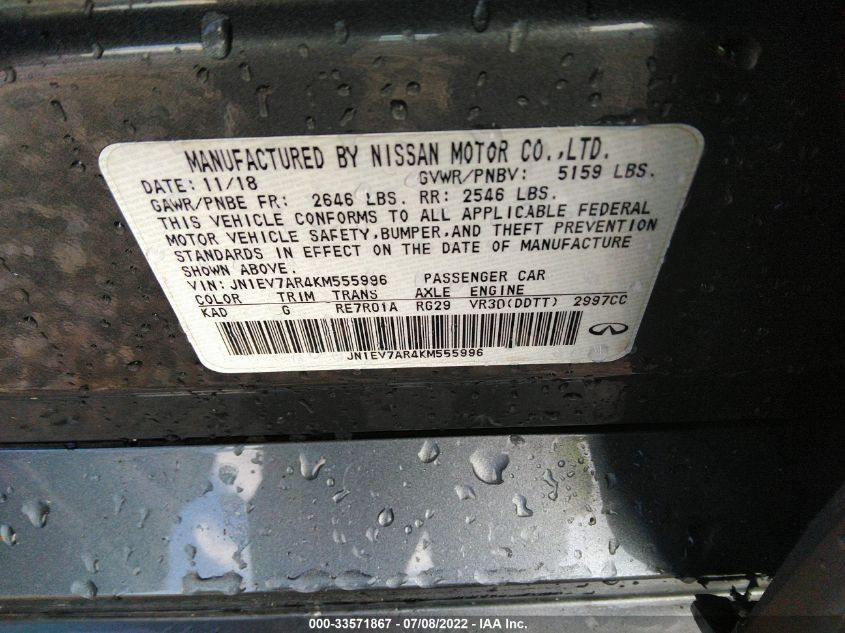 MANUFACTURED BY NISSAN MOTOR CO.,LTD.
DATE: 11/18 GVWR/PNBV: 5159 LBS.
GAWR/PNBE FR: 2646 LBS. RR: 2546 LBS.
THIS VEHICLE CONFORMS TO ALL APPLICABLE FEDERAL
MOTOR VEHICLE SAFETY,BUMPER,AND THEFT PREVENTION
STANDARDS IN EFFECT ON THE DATE OF MANUFACTURE
SHOWN ABOVE.
VIN: JN1EV7AR4KM555996 PASSENGER CAR
COLOR TRIM TRANS AXLE ENGINE
KAD G RE7R01A RG29 VR30(DDTT) 2997CC
JN1EV7AR4KM555996
000-33571867 - 07/08/2022 - IAA Inc.